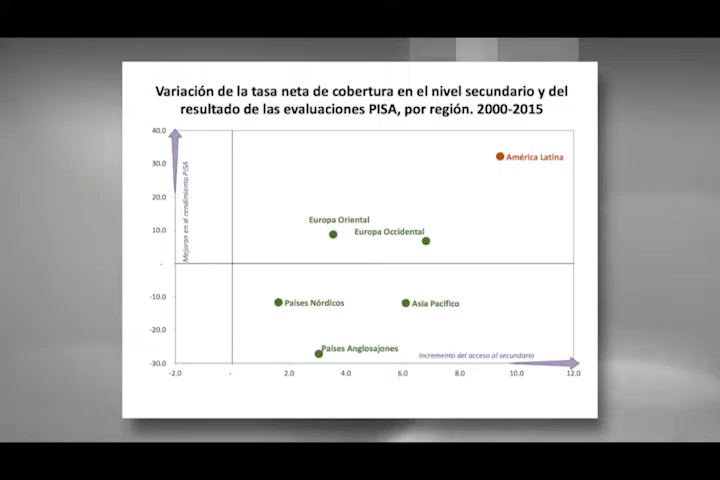 Variación de la tasa neta de cobertura en el nivel secundario y del
resultado de las evaluaciones PISA, por región. 2000-2015
40.0
30.0
20.0
10.0
-
-10.0
-20.0
-30.0
Mejoran en el rendimiento PISA
América Latina
Europa Oriental
Europa Occidental
Países Nórdicos
Asia Pacífico
Países Anglosajones
Incremento del acceso al secundario
-2.0 - 2.0 4.0 6.0 8.0 10.0 12.0